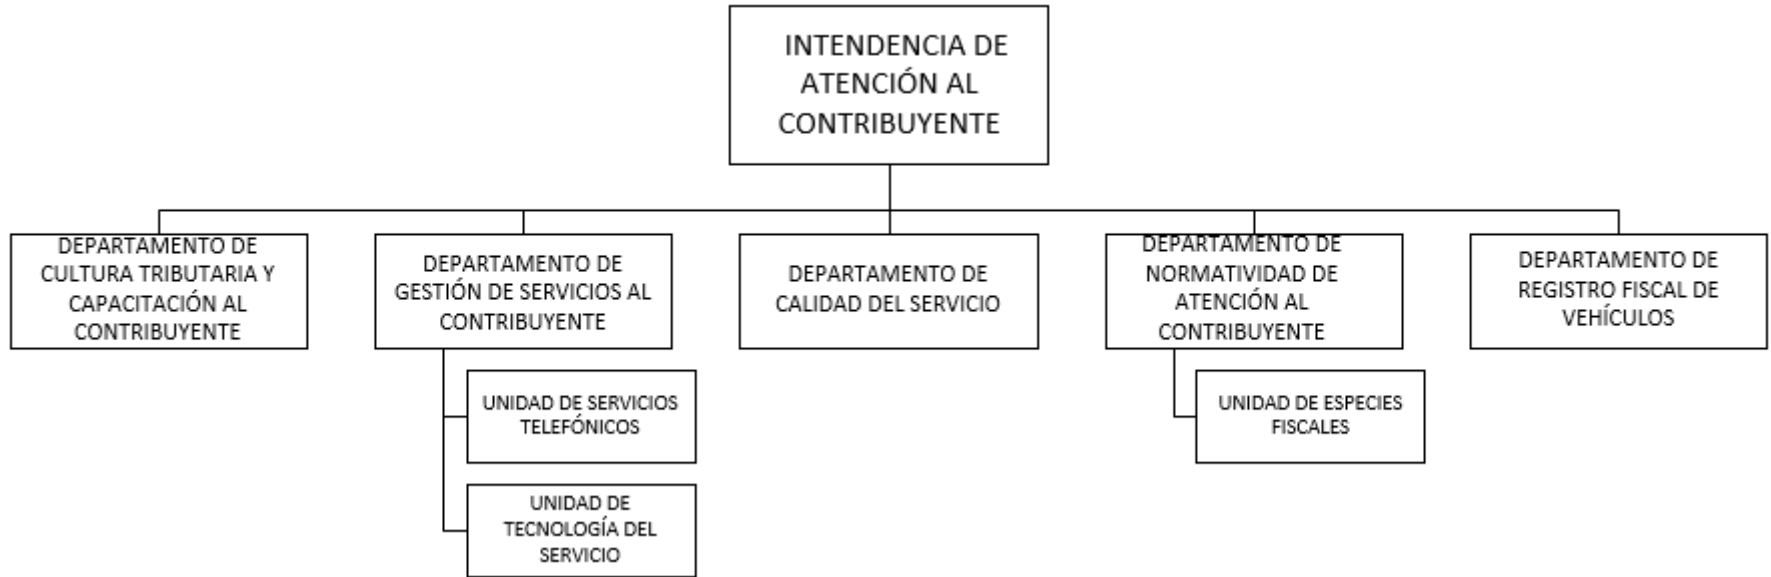 INTENDENCIA DE
ATENCIÓN AL
CONTRIBUYENTE
DEPARTAMENTO DE
CULTURA TRIBUTARIA Y
CAPACITACIÓN AL
CONTRIBUYENTE
DEPARTAMENTO DE
GESTIÓN DE SERVICIOS AL
CONTRIBUYENTE
DEPARTAMENTO DE
CALIDAD DEL SERVICIO
DEPARTAMENTO DE
NORMATIVIDAD DE
ATENCIÓN AL
CONTRIBUYENTE
DEPARTAMENTO DE
REGISTRO FISCAL DE
VEHÍCULOS
UNIDAD DE SERVICIOS
TELEFÓNICOS
UNIDAD DE ESPECIES
FISCALES
UNIDAD DE
TECNOLOGÍA DEL
SERVICIO